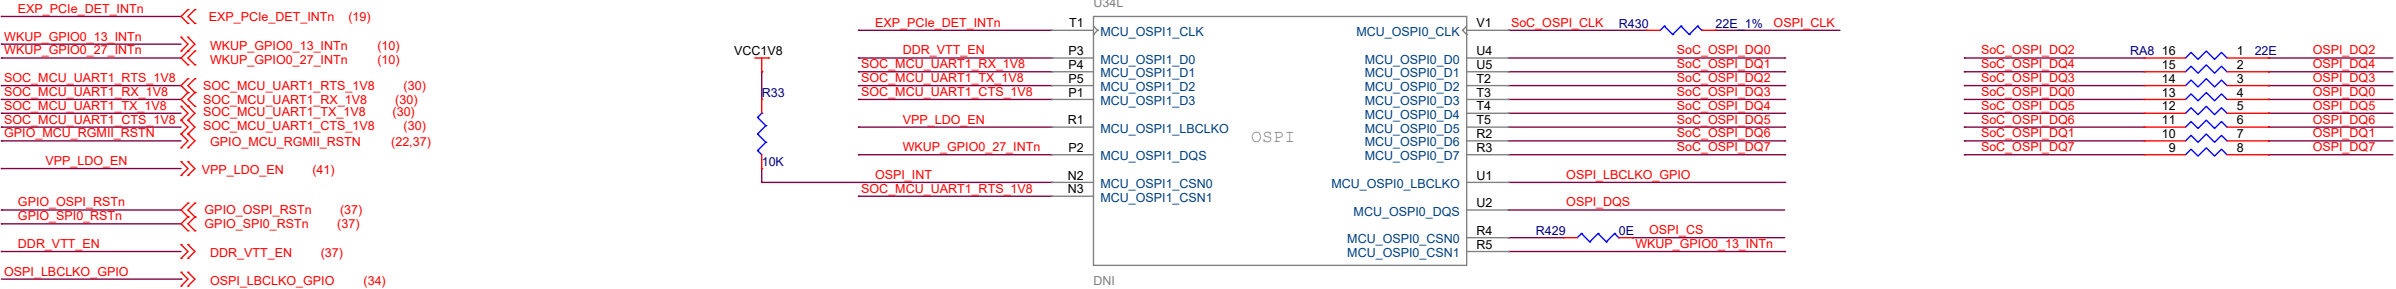 EXP_PCIe_DET_INTn EXP_PCIe_DET_INTn (19)
WKUP_GPIO0_13_INTn WKUP_GPIO0_13_INTn (10)
WKUP_GPIO0_27_INTn WKUP_GPIO0_27_INTn (10)
SOC_MCU_UART1_RTS_1V8 SOC_MCU_UART1_RTS_1V8 (30)
SOC_MCU_UART1_RX_1V8 SOC_MCU_UART1_RX_1V8 (30)
SOC_MCU_UART1_TX_1V8 SOC_MCU_UART1_TX_1V8 (30)
SOC_MCU_UART1_CTS_1V8 SOC_MCU_UART1_CTS_1V8 (30)
GPIO_MCU_RGMII_RSTN GPIO_MCU_RGMII_RSTN (22,37)
VPP_LDO_EN VPP_LDO_EN (41)
GPIO_OSPI_RSTn GPIO_OSPI_RSTn (37)
GPIO_SPI0_RSTn GPIO_SPI0_RSTn (37)
DDR_VTT_EN DDR_VTT_EN (37)
OSPI_LBCLKO_GPIO OSPI_LBCLKO_GPIO (34)
VCC1V8
R33
10K
U34L
EXP_PCIe_DET_INTn T1 MCU_OSPI1_CLK
DDR_VTT_EN P3 MCU_OSPI1_D0
SOC_MCU_UART1_RX_1V8 P4 MCU_OSPI1_D1
SOC_MCU_UART1_TX_1V8 P5 MCU_OSPI1_D2
SOC_MCU_UART1_CTS_1V8 P1 MCU_OSPI1_D3
VPP_LDO_EN R1 MCU_OSPI1_LBCLKO
WKUP_GPIO0_27_INTn P2 MCU_OSPI1_DQS
OSPI_INT N2 MCU_OSPI1_CSN0
SOC_MCU_UART1_RTS_1V8 N3 MCU_OSPI1_CSN1
OSPI
MCU_OSPI0_CLK V1 SoC_OSPI_CLK R430 22E_1% OSPI_CLK
MCU_OSPI0_D0 U4 SoC_OSPI_DQ0
MCU_OSPI0_D1 U5 SoC_OSPI_DQ1
MCU_OSPI0_D2 T2 SoC_OSPI_DQ2
MCU_OSPI0_D3 T3 SoC_OSPI_DQ3
MCU_OSPI0_D4 T4 SoC_OSPI_DQ4
MCU_OSPI0_D5 T5 SoC_OSPI_DQ5
MCU_OSPI0_D6 R2 SoC_OSPI_DQ6
MCU_OSPI0_D7 R3 SoC_OSPI_DQ7
MCU_OSPI0_LBCLKO U1 OSPI_LBCLKO_GPIO
MCU_OSPI0_DQS U2 OSPI_DQS
MCU_OSPI0_CSN0 R4 R429 0E OSPI_CS
MCU_OSPI0_CSN1 R5 WKUP_GPIO0_13_INTn
DNI
SoC_OSPI_DQ2 RA8 16 1 22E OSPI_DQ2
SoC_OSPI_DQ4 15 2 OSPI_DQ4
SoC_OSPI_DQ3 14 3 OSPI_DQ3
SoC_OSPI_DQ0 13 4 OSPI_DQ0
SoC_OSPI_DQ5 12 5 OSPI_DQ5
SoC_OSPI_DQ6 11 6 OSPI_DQ6
SoC_OSPI_DQ1 10 7 OSPI_DQ1
SoC_OSPI_DQ7 9 8 OSPI_DQ7